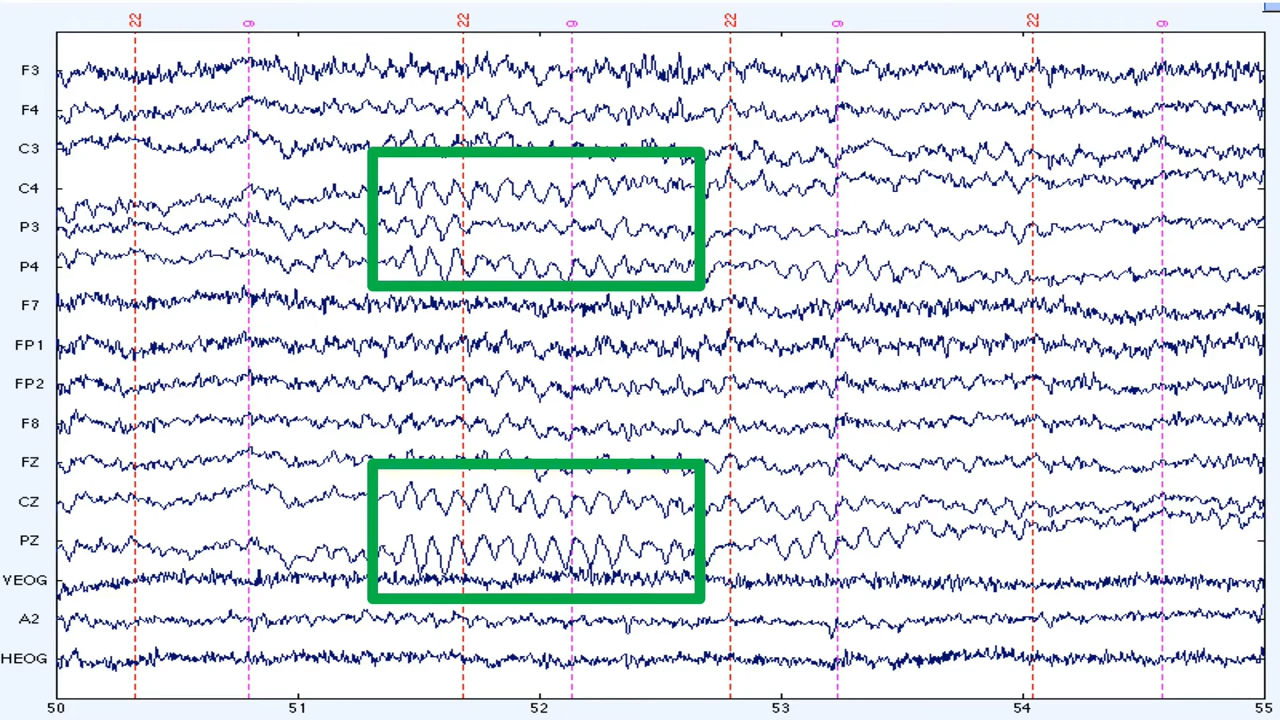 22 9 22 9 22 9 22 9
F3
F4
C3
C4
P3
P4
F7
FP1
FP2
F8
FZ
CZ
PZ
VEOG
A2
HEOG
50 51 52 53 54 55